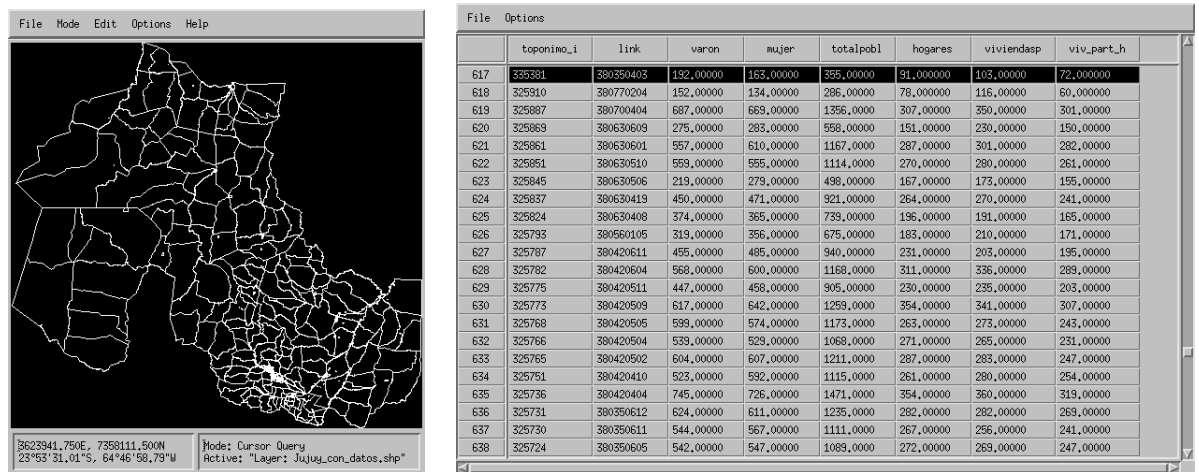 File Mode Edit Options Help
3623941.750E, 7358111.500N
23°53'31.01"S, 64°46'58.79"W
Mode: Cursor Query
Active: "Layer: Jujuy_con_datos.shp"
File Options
toponimo_i link varon mujer totalpobl hogares viviendasp viv_part_h
617 335381 380350403 192.00000 163.00000 355.00000 91.000000 103.00000 72.000000
618 325910 380770204 152.00000 134.00000 286.00000 78.000000 116.00000 60.000000
619 325887 380700404 687.00000 669.00000 1356.0000 307.00000 350.00000 301.00000
620 325869 380630609 275.00000 283.00000 558.00000 151.00000 230.00000 150.00000
621 325861 380630601 557.00000 610.00000 1167.0000 287.00000 301.00000 282.00000
622 325851 380630510 559.00000 555.00000 1114.0000 270.00000 280.00000 261.00000
623 325845 380630506 219.00000 279.00000 498.00000 167.00000 173.00000 155.00000
624 325837 380630419 450.00000 471.00000 921.00000 264.00000 270.00000 241.00000
625 325824 380630408 374.00000 365.00000 739.00000 196.00000 191.00000 165.00000
626 325793 380560105 319.00000 356.00000 675.00000 183.00000 210.00000 171.00000
627 325787 380420611 455.00000 485.00000 940.00000 231.00000 203.00000 195.00000
628 325782 380420604 568.00000 600.00000 1168.0000 311.00000 336.00000 289.00000
629 325775 380420511 447.00000 458.00000 905.00000 230.00000 235.00000 203.00000
630 325773 380420509 617.00000 642.00000 1259.0000 354.00000 341.00000 307.00000
631 325768 380420505 599.00000 574.00000 1173.0000 263.00000 273.00000 243.00000
632 325766 380420504 539.00000 529.00000 1068.0000 271.00000 265.00000 231.00000
633 325765 380420502 604.00000 607.00000 1211.0000 287.00000 283.00000 247.00000
634 325751 380420410 523.00000 592.00000 1115.0000 261.00000 280.00000 254.00000
635 325736 380420404 745.00000 726.00000 1471.0000 354.00000 360.00000 319.00000
636 325731 380350612 624.00000 611.00000 1235.0000 282.00000 282.00000 269.00000
637 325730 380350611 544.00000 567.00000 1111.0000 267.00000 256.00000 241.00000
638 325724 380350605 542.00000 547.00000 1089.0000 272.00000 269.00000 247.00000